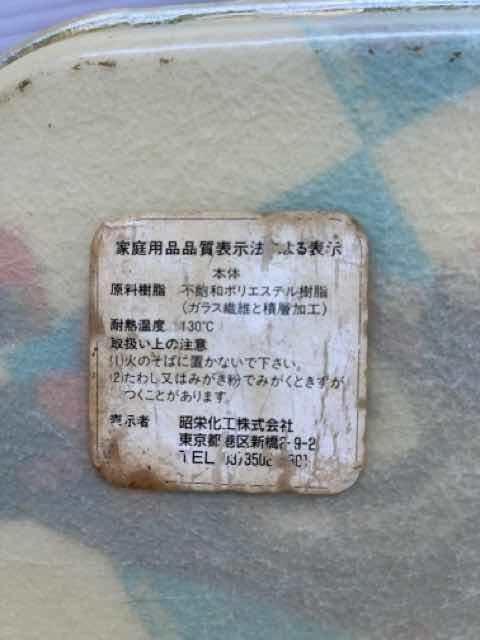 家庭用品品質表示法による表示
本体
原料樹脂 不飽和ポリエステル樹脂
(ガラス繊維と積層加工)
耐熱温度 130℃
取扱い上の注意
(1)火のそばに置かないで下さい。
(2)たわし又はみがき粉でみがくときずが
つくことがあります。
表示者 昭栄化工株式会社
東京都港区新橋2-9-2
TEL